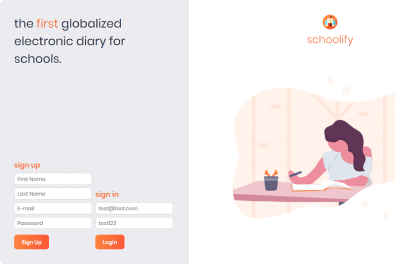 the first globalized
electronic diary for
schools.
schoolify
sign up
First Name
Last Name
E-mail
Password
Sign Up
sign in
test@test.com
test123
Login